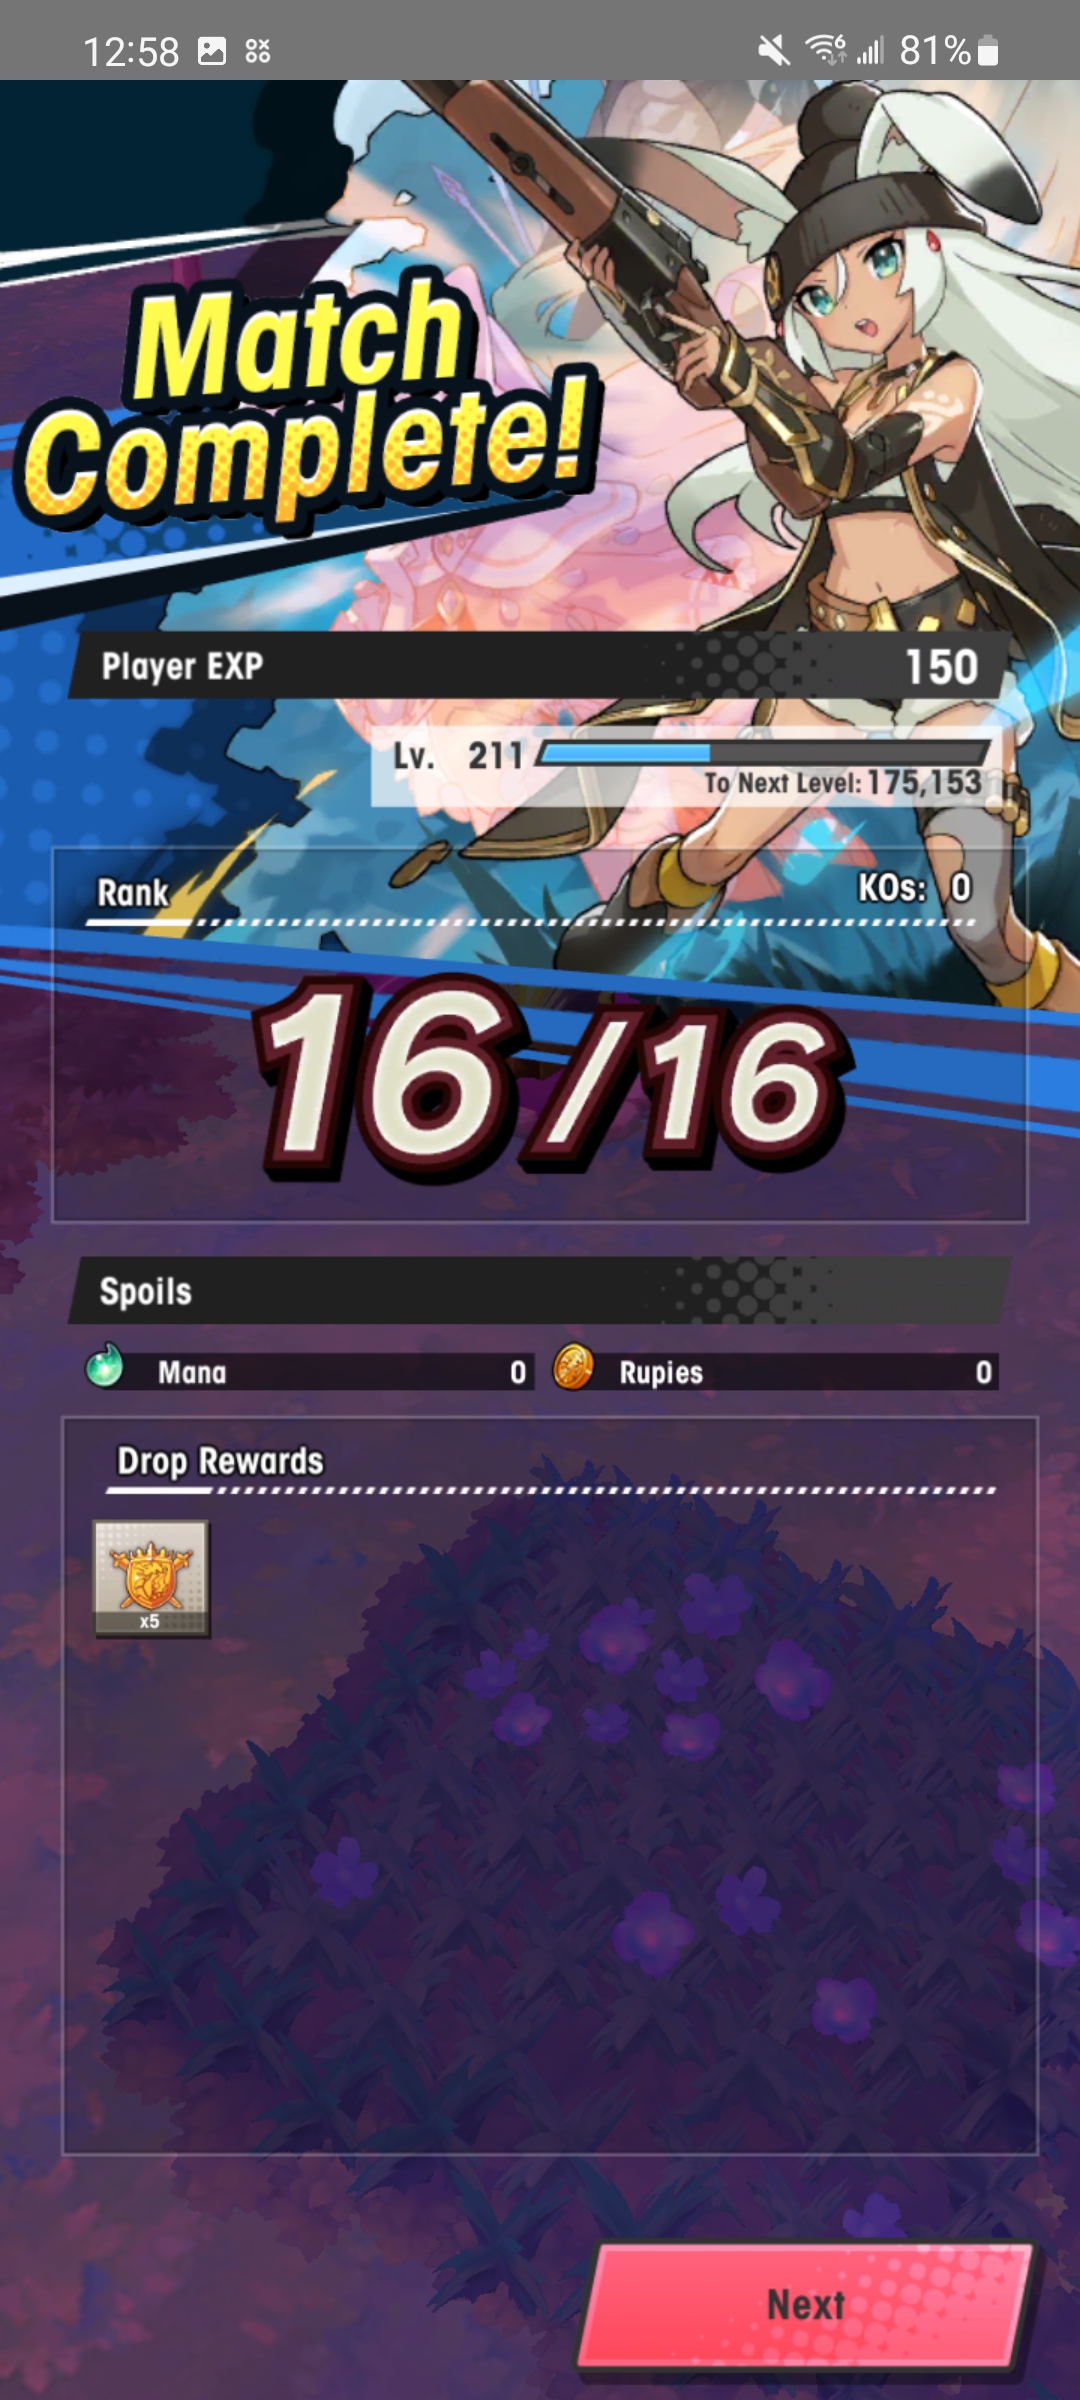 12:58
81%
Match
Complete!
Player EXP 150
Lv. 211
To Next Level: 175,153
Rank KOs: 0
16/16
Spoils
Mana 0 Rupies 0
Drop Rewards
x5
Next